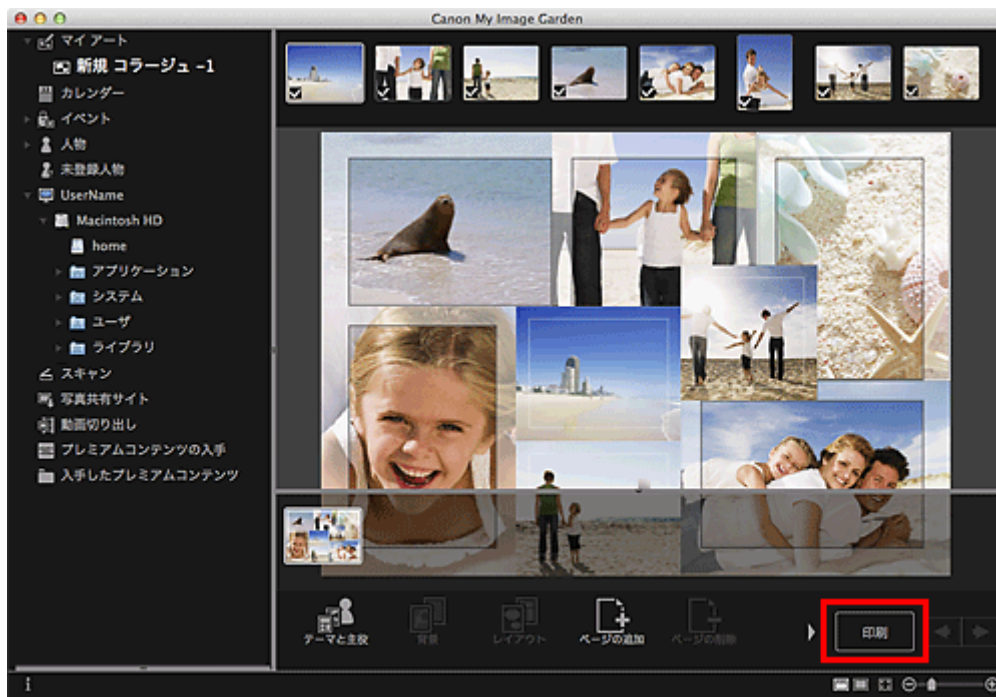 Canon My Image Garden
マイ アート
新規 コラージュ -1
カレンダー
イベント
人物
未登録人物
UserName
Macintosh HD
home
アプリケーション
システム
ユーザ
ライブラリ
スキャン
写真共有サイト
動画切り出し
プレミアムコンテンツの入手
入手したプレミアムコンテンツ
テーマと主役
背景
レイアウト
ページの追加
ページの削除
印刷